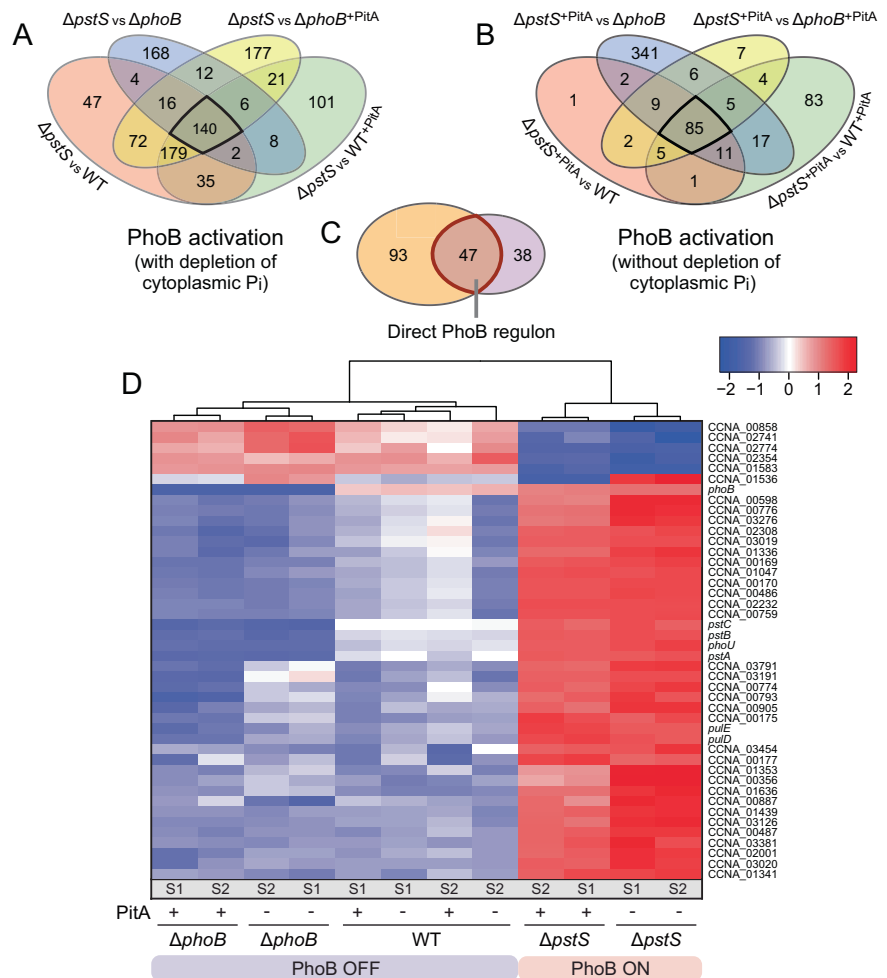 A
ΔpstS vs ΔphoB
ΔpstS vs ΔphoB+PitA
168
177
4
12
21
47
16
6
101
72
140
8
179
2
35
ΔpstS vs WT
ΔpstS vs WT+PitA
PhoB activation
(with depletion of
cytoplasmic Pi)
B
ΔpstS+PitA vs ΔphoB
ΔpstS+PitA vs ΔphoB+PitA
341
7
2
6
4
1
9
5
83
2
85
17
5
11
1
ΔpstS+PitA vs WT
ΔpstS+PitA vs WT+PitA
PhoB activation
(without depletion of
cytoplasmic Pi)
C
93
47
38
Direct PhoB regulon
−2
−1
0
1
2
D
CCNA_00858
CCNA_02741
CCNA_02774
CCNA_02354
CCNA_01583
CCNA_01536
phoB
CCNA_00598
CCNA_00776
CCNA_03276
CCNA_02308
CCNA_03019
CCNA_01336
CCNA_00169
CCNA_01047
CCNA_00170
CCNA_00486
CCNA_02232
CCNA_00759
pstC
pstB
phoU
pstA
CCNA_03791
CCNA_03191
CCNA_00774
CCNA_00793
CCNA_00905
CCNA_00175
pulE
pulD
CCNA_03454
CCNA_00177
CCNA_01353
CCNA_00356
CCNA_01636
CCNA_00887
CCNA_01439
CCNA_03126
CCNA_00487
CCNA_03381
CCNA_02001
CCNA_03020
CCNA_01341
S1 S2 S2 S1 S1 S1 S2 S2 S2 S1 S1 S2
PitA + + - - + - + - + + - -
ΔphoB ΔphoB WT ΔpstS ΔpstS
PhoB OFF PhoB ON